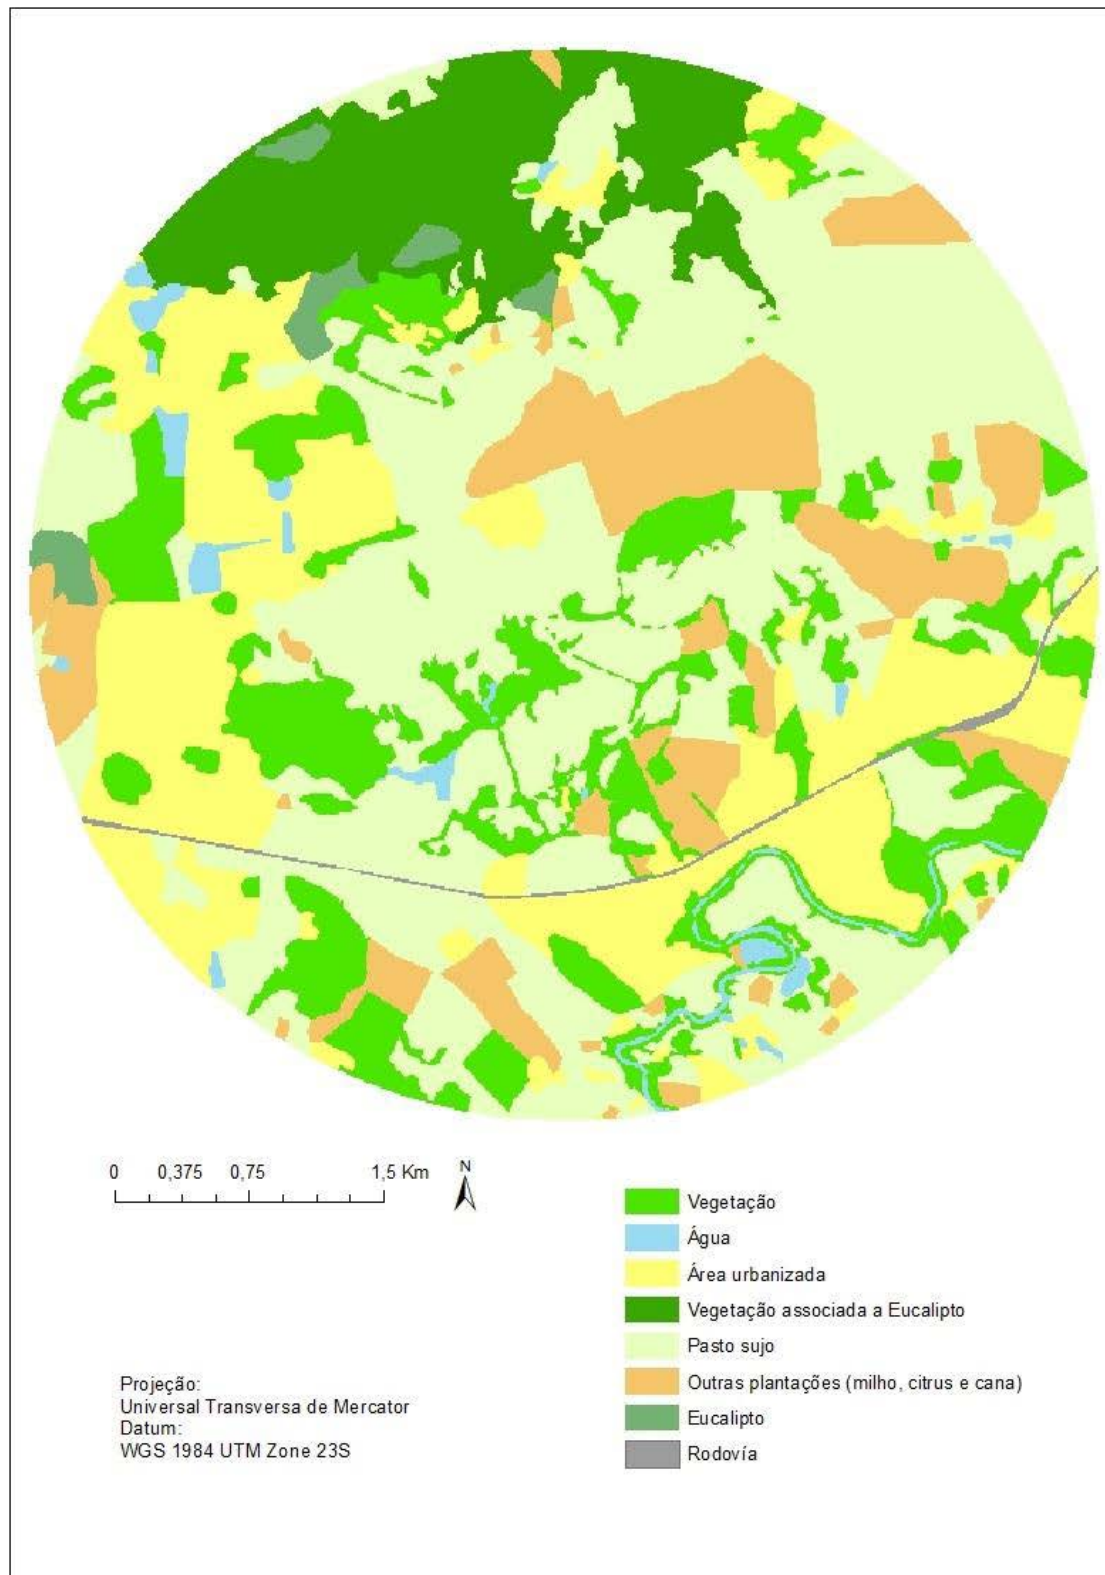 0 0,375 0,75 1,5 Km
N
Vegetação
Água
Área urbanizada
Vegetação associada a Eucalipto
Pasto sujo
Outras plantações (milho, citrus e cana)
Eucalipto
Rodovía
Projeção:
Universal Transversa de Mercator
Datum:
WGS 1984 UTM Zone 23S